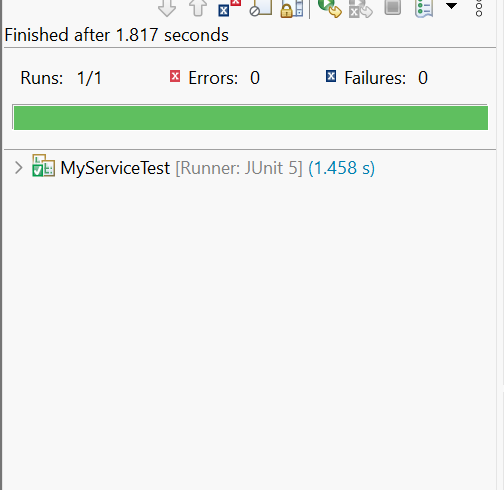 Finished after 1.817 seconds
Runs: 1/1 Errors: 0 Failures: 0
MyServiceTest [Runner: JUnit 5] (1.458 s)